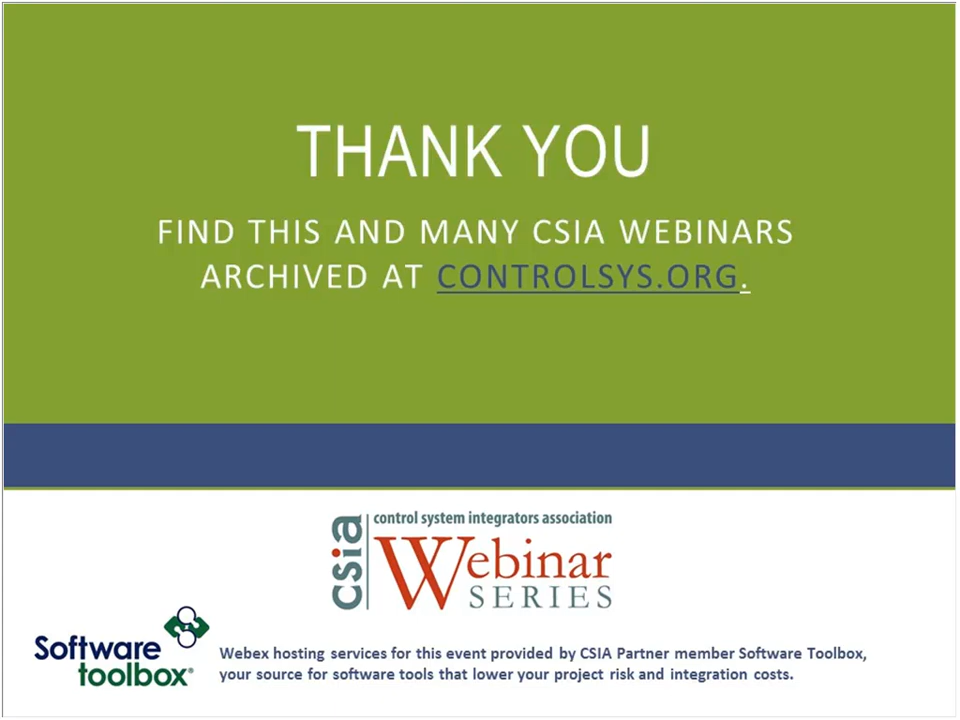 THANK YOU
FIND THIS AND MANY CSIA WEBINARS
ARCHIVED AT CONTROLSYS.ORG.
csia
control system integrators association
Webinar
SERIES
Software
toolbox®
Webex hosting services for this event provided by CSIA Partner member Software Toolbox,
your source for software tools that lower your project risk and integration costs.